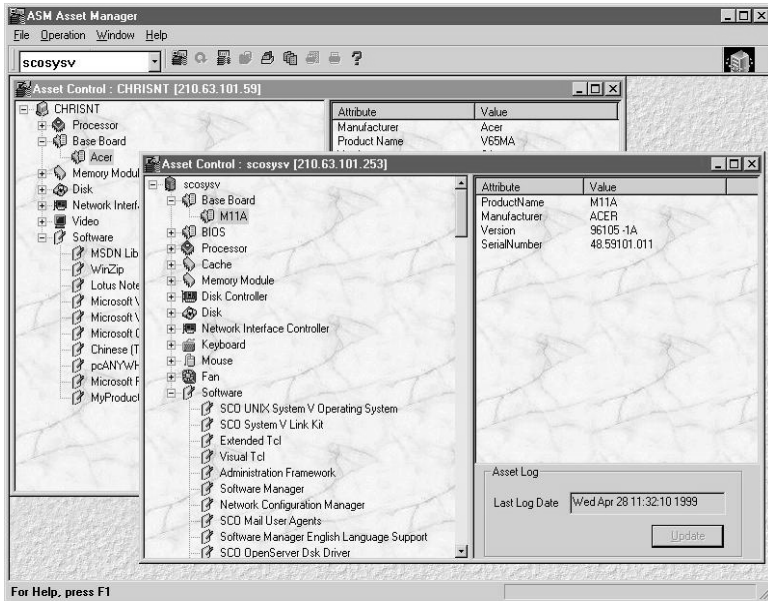 ASM Asset Manager
File Operation Window Help
scosysv
Asset Control : CHRISNT [210.63.101.59]
CHRISNT
Processor
Base Board
Acer
Memory Modul
Disk
Network Interf
Video
Software
MSDN Lib
WinZip
Lotus Note
Microsoft
Microsoft
Microsoft
Chinese (T
pcANYWH
Microsoft
MyProduct
Attribute Value
Manufacturer Acer
Product Name V65MA
Asset Control : scosysv [210.63.101.253]
scosysv
Base Board
M11A
BIOS
Processor
Cache
Memory Module
Disk Controller
Disk
Network Interface Controller
Keyboard
Mouse
Fan
Software
SCO UNIX System V Operating System
SCO System V Link Kit
Extended Tcl
Visual Tcl
Administration Framework
Software Manager
Network Configuration Manager
SCO Mail User Agents
Software Manager English Language Support
SCO OpenServer Dsk Driver
Attribute Value
ProductName M11A
Manufacturer ACER
Version 96105 -1A
SerialNumber 48.59101.011
Asset Log
Last Log Date Wed Apr 28 11:32:10 1999
Update
For Help, press F1